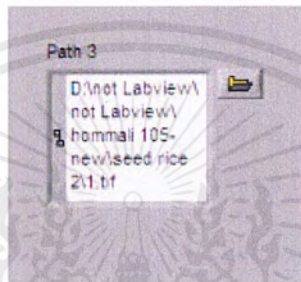 Path 3
D:\not Labview\
not Labview\
hommali 105-
new\seed rice
2\1.tif